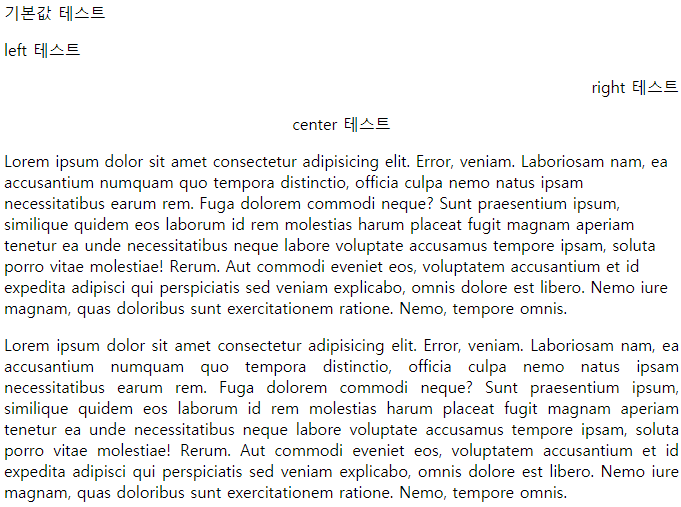 기본값 테스트
left 테스트
right 테스트
center 테스트
Lorem ipsum dolor sit amet consectetur adipisicing elit. Error, veniam. Laboriosam nam, ea
accusantium numquam quo tempora distinctio, officia culpa nemo natus ipsam
necessitatibus earum rem. Fuga dolorem commodi neque? Sunt praesentium ipsum,
similique quidem eos laborum id rem molestias harum placeat fugit magnam aperiam
tenetur ea unde necessitatibus neque labore voluptate accusamus tempore ipsam, soluta
porro vitae molestiae! Rerum. Aut commodi eveniet eos, voluptatem accusantium et id
expedita adipisci qui perspiciatis sed veniam explicabo, omnis dolore est libero. Nemo iure
magnam, quas doloribus sunt exercitationem ratione. Nemo, tempore omnis.
Lorem ipsum dolor sit amet consectetur adipisicing elit. Error, veniam. Laboriosam nam, ea
accusantium numquam quo tempora distinctio, officia culpa nemo natus ipsam
necessitatibus earum rem. Fuga dolorem commodi neque? Sunt praesentium ipsum,
similique quidem eos laborum id rem molestias harum placeat fugit magnam aperiam
tenetur ea unde necessitatibus neque labore voluptate accusamus tempore ipsam, soluta
porro vitae molestiae! Rerum. Aut commodi eveniet eos, voluptatem accusantium et id
expedita adipisci qui perspiciatis sed veniam explicabo, omnis dolore est libero. Nemo iure
magnam, quas doloribus sunt exercitationem ratione. Nemo, tempore omnis.